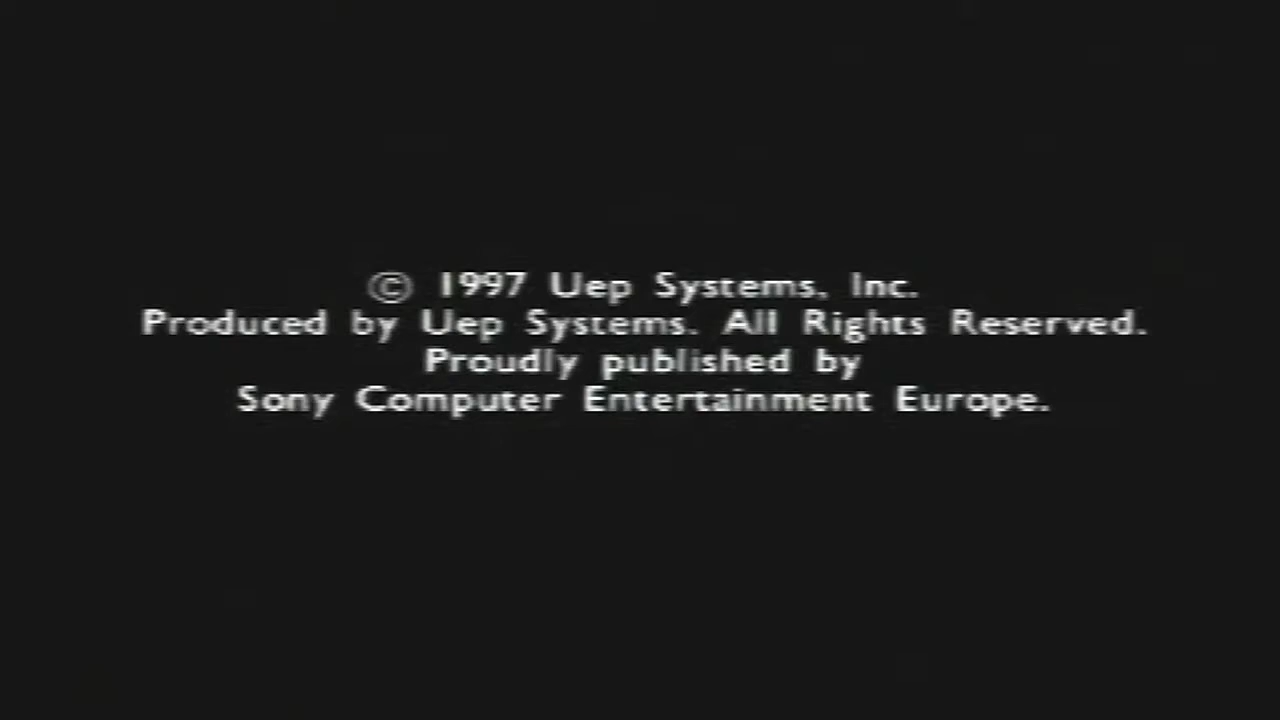 © 1997 Uep Systems, Inc.
Produced by Uep Systems. All Rights Reserved.
Proudly published by
Sony Computer Entertainment Europe.